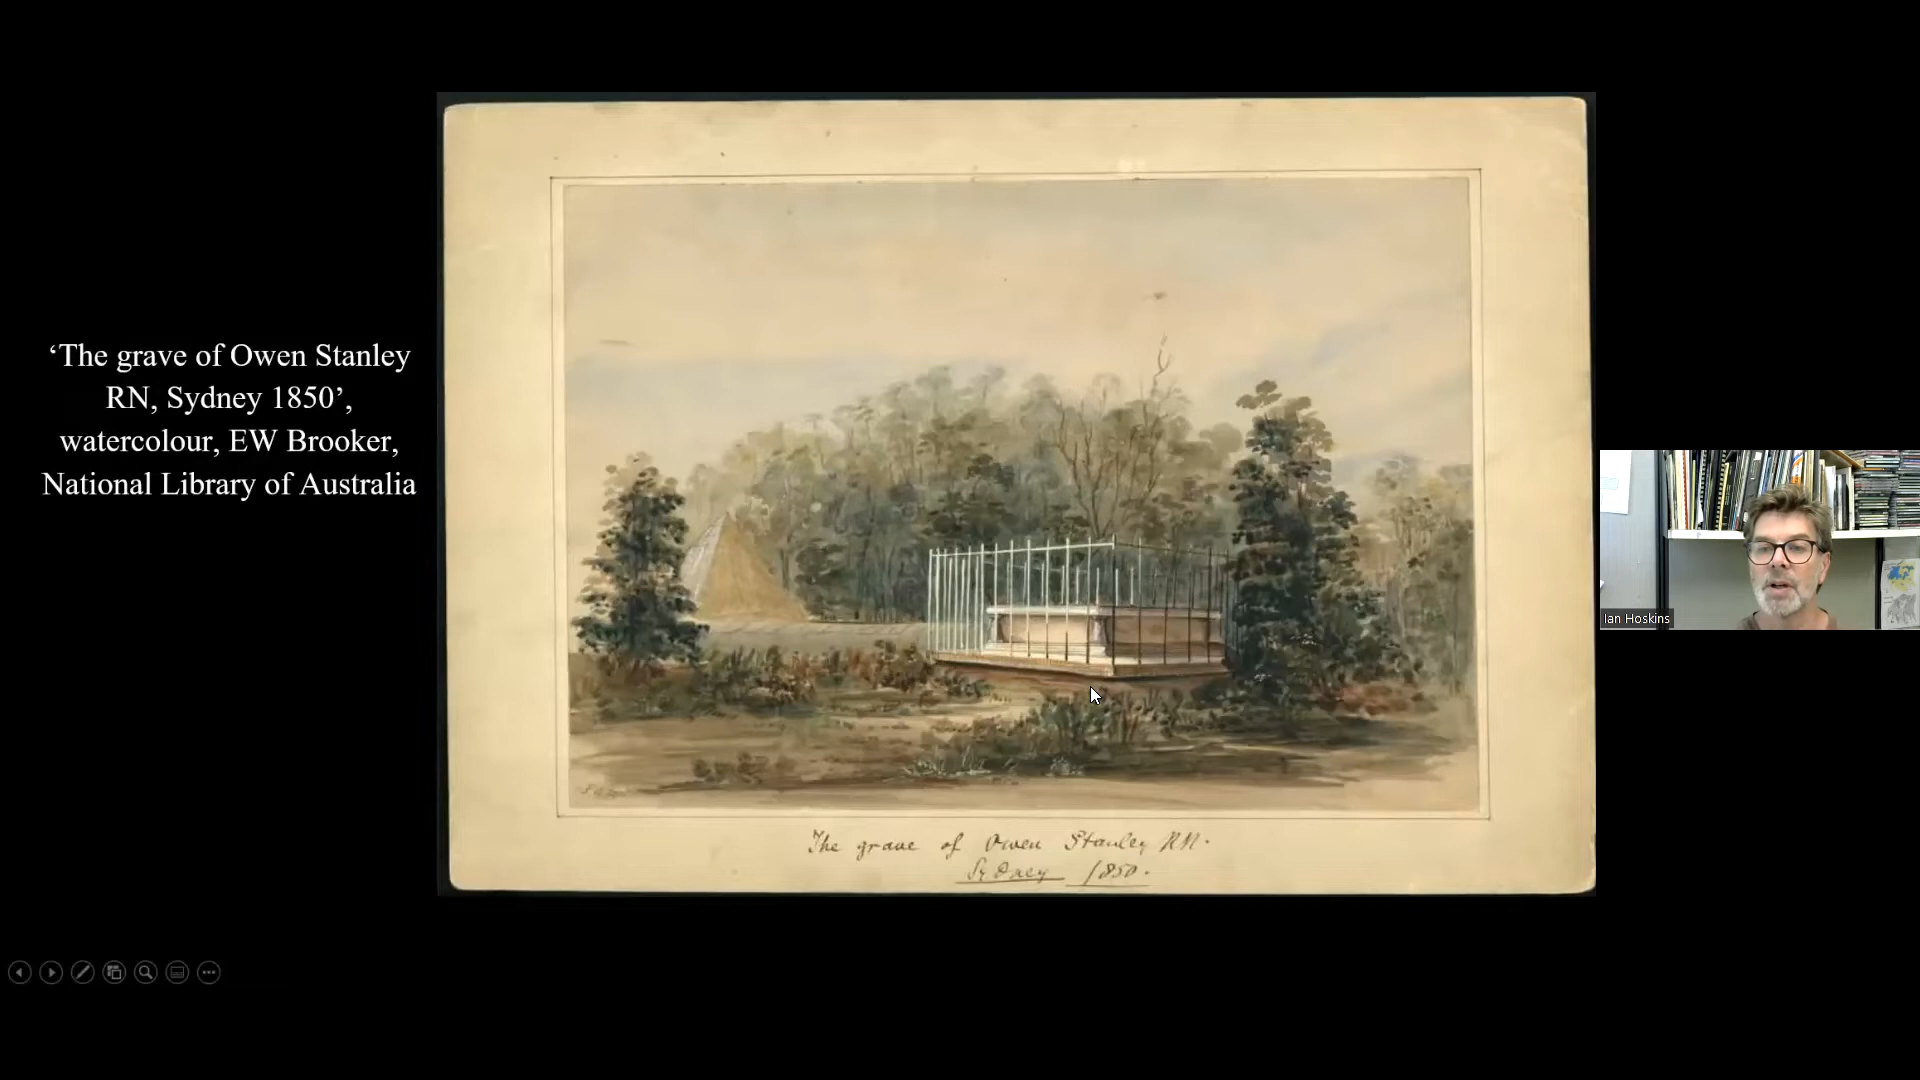 ‘The grave of Owen Stanley
RN, Sydney 1850’,
watercolour, EW Brooker,
National Library of Australia
The grave of Owen Stanley RN.
Sydney 1850.
Ian Hoskins